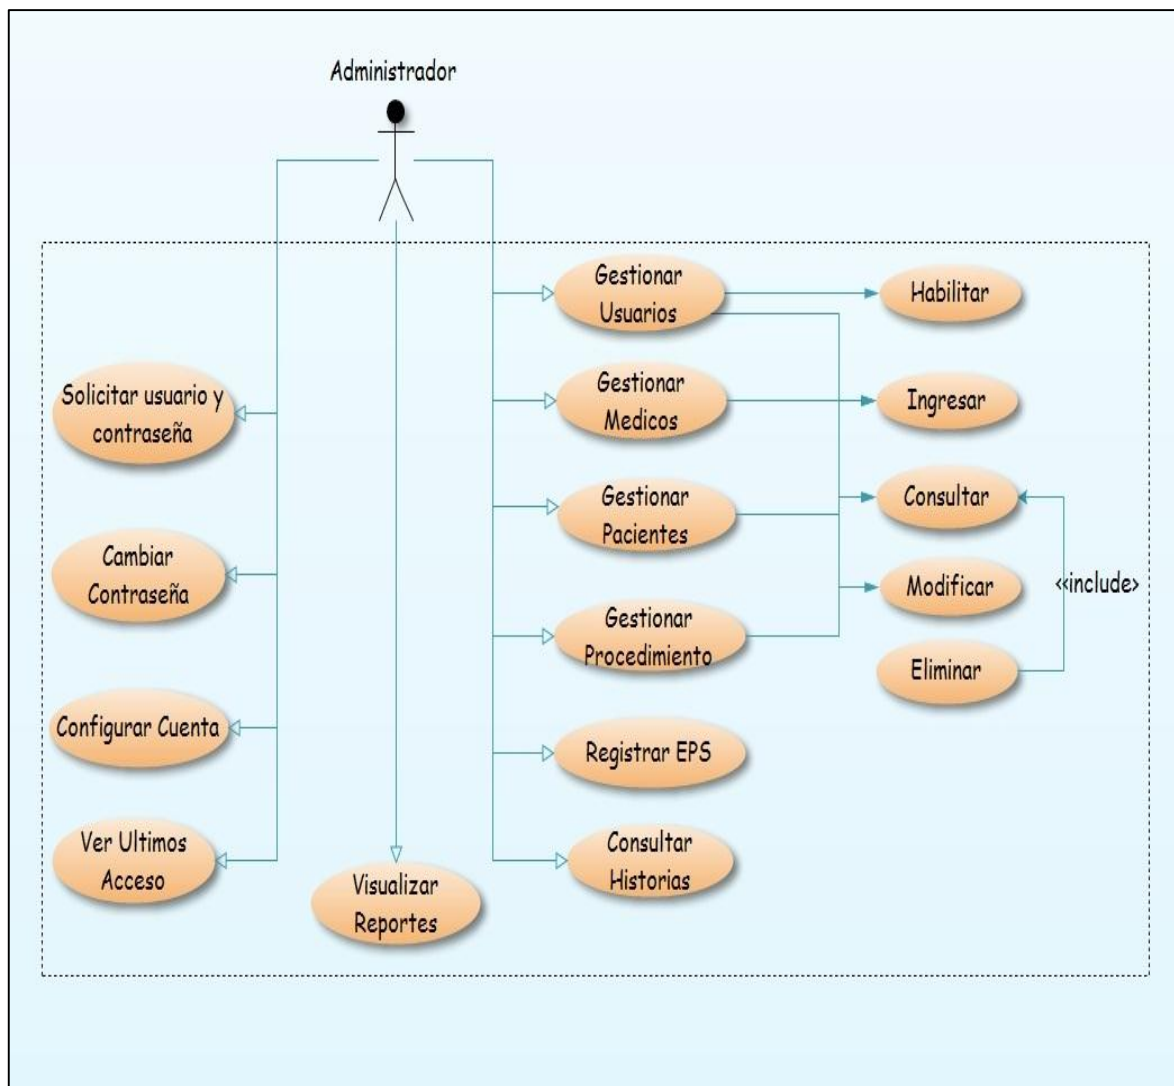 Administrador
Gestionar
Usuarios
Habilitar
Solicitar usuario y
contraseña
Gestionar
Medicos
Ingresar
Gestionar
Pacientes
Consultar
Cambiar
Contraseña
Modificar
«include»
Gestionar
Procedimiento
Eliminar
Configurar Cuenta
Registrar EPS
Ver Ultimos
Acceso
Visualizar
Reportes
Consultar
Historias